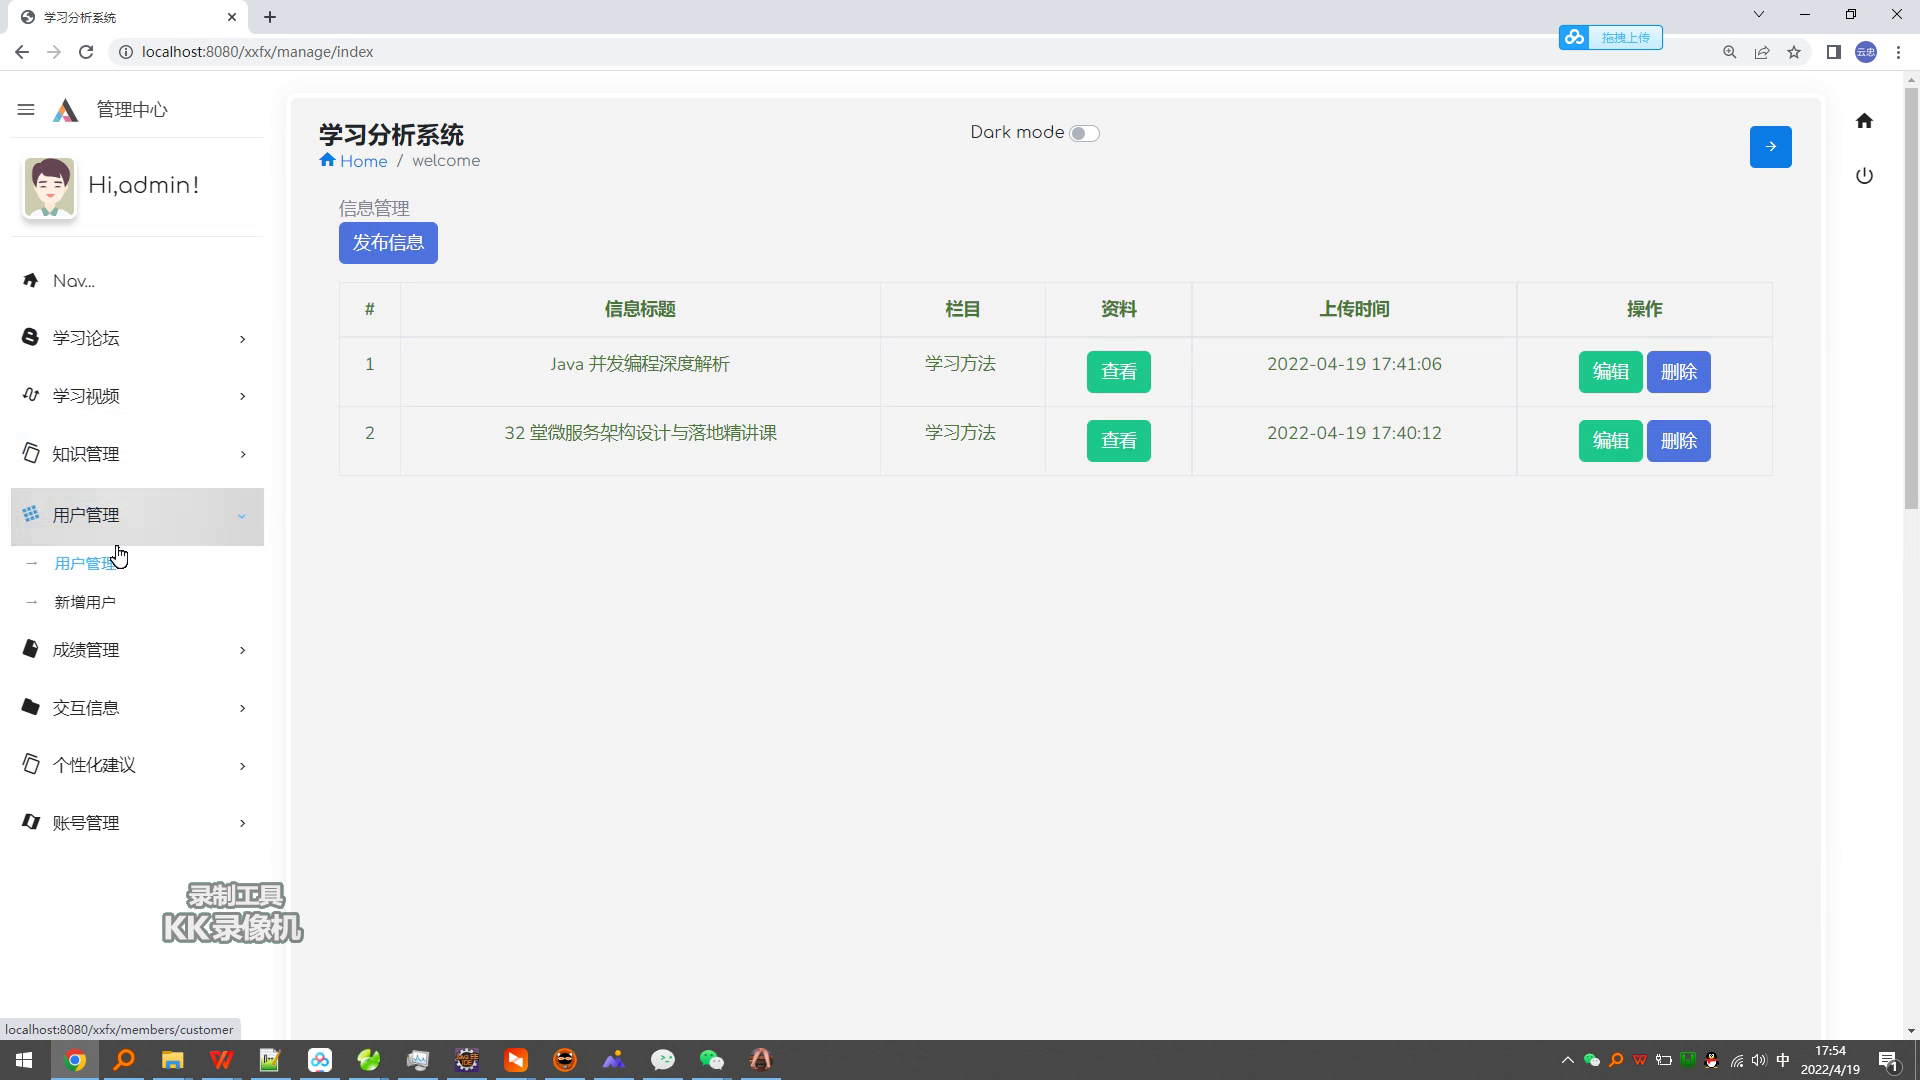 学习分析系统
localhost:8080/xxfx/manage/index
拖拽上传
云忠
管理中心
Hi,admin!
Nav...
学习论坛
学习视频
知识管理
用户管理
用户管理
新增用户
成绩管理
交互信息
个性化建议
账号管理
学习分析系统
Home / welcome
Dark mode
信息管理
发布信息
# 信息标题 栏目 资料 上传时间 操作
1 Java 并发编程深度解析 学习方法 查看 2022-04-19 17:41:06 编辑 删除
2 32 堂微服务架构设计与落地精讲课 学习方法 查看 2022-04-19 17:40:12 编辑 删除
录制工具
KK录像机
localhost:8080/xxfx/members/customer
中
17:54
2022/4/19
1